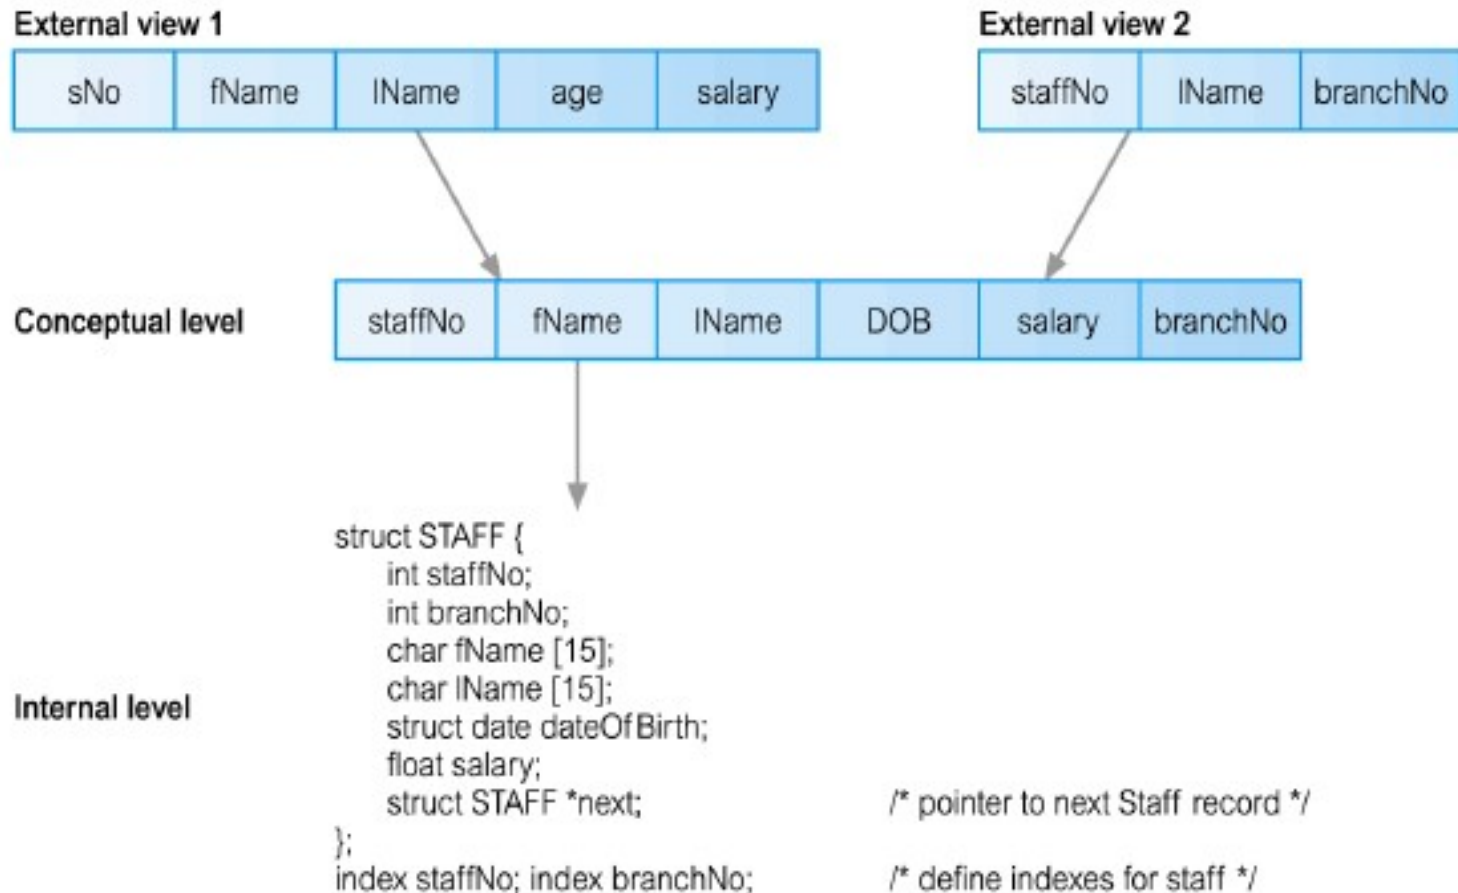 External view 1
External view 2
sNo fName lName age salary
staffNo lName branchNo
Conceptual level
staffNo fName lName DOB salary branchNo
Internal level
struct STAFF {
int staffNo;
int branchNo;
char fName [15];
char lName [15];
struct date dateOfBirth;
float salary;
struct STAFF *next; /* pointer to next Staff record */
};
index staffNo; index branchNo; /* define indexes for staff */